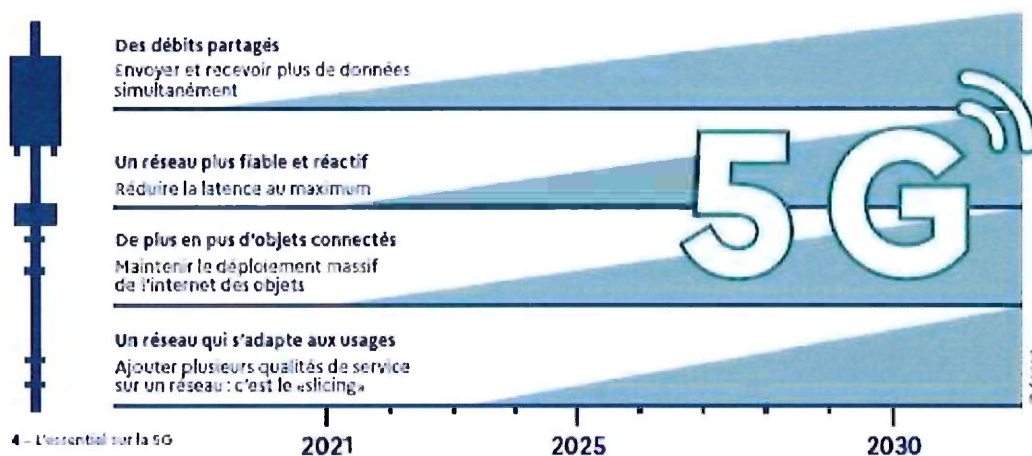 Des débits partagés
Envoyer et recevoir plus de données
simultanément
Un réseau plus fiable et réactif
Réduire la latence au maximum
5G
De plus en pus d'objets connectés
Maintenir le déploiement massif
de l'internet des objets
Un réseau qui s'adapte aux usages
Ajouter plusieurs qualités de service
sur un réseau : c'est le «slicing»
2021 2025 2030
4 – L'essentiel sur la 5G